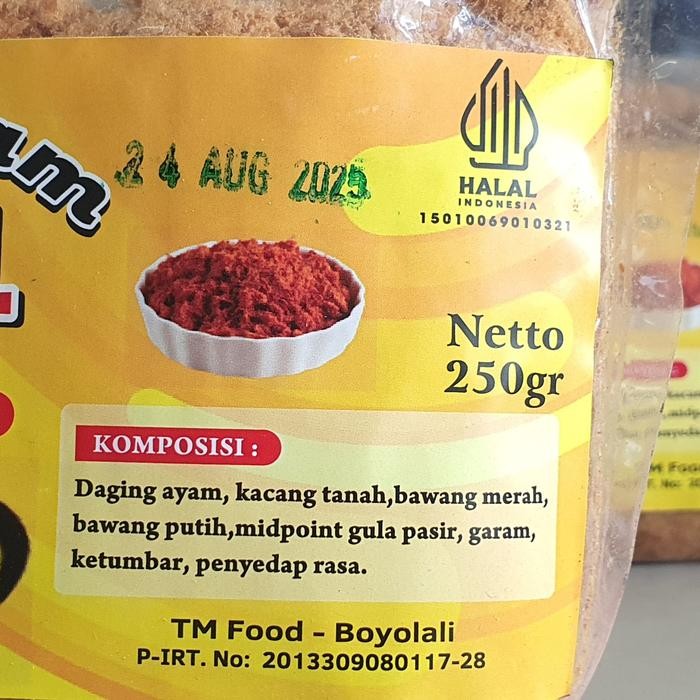 am
24 AUG 2025
HALAL
INDONESIA
15010069010321
Netto
250gr
KOMPOSISI :
Daging ayam, kacang tanah,bawang merah,
bawang putih,midpoint gula pasir, garam,
ketumbar, penyedap rasa.
TM Food - Boyolali
P-IRT. No: 2013309080117-28